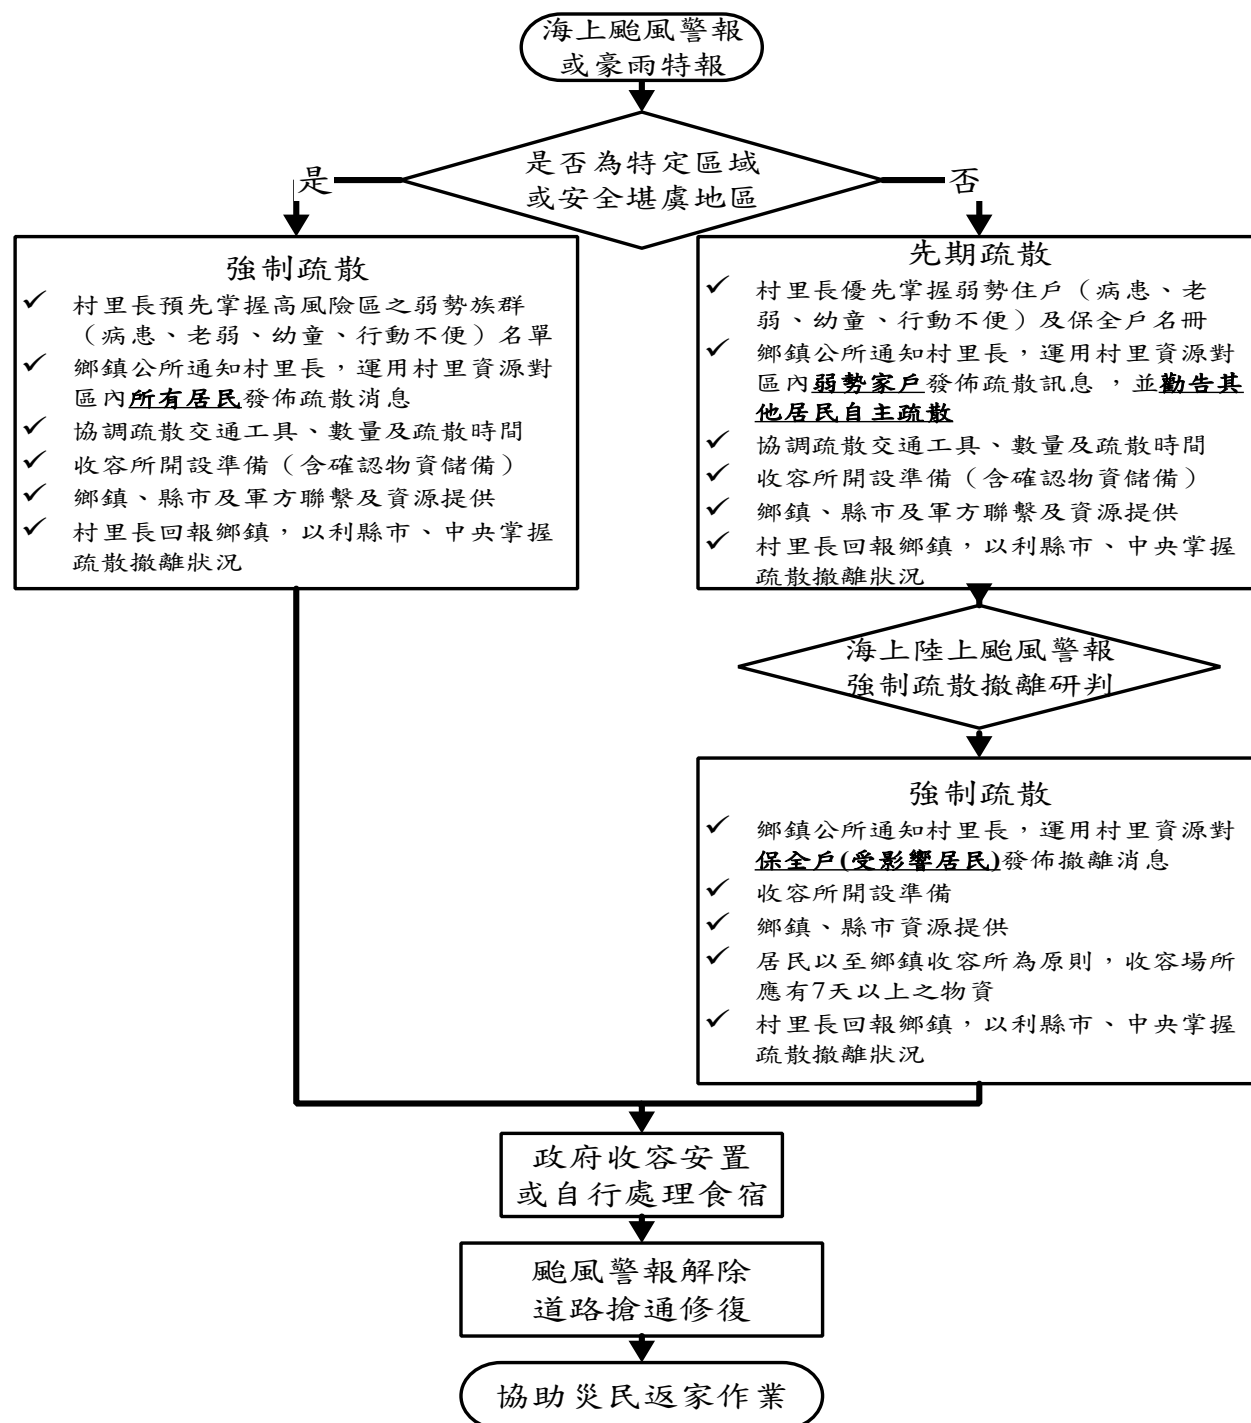 海上颱風警報
或豪雨特報
是否為特定區域
或安全堪虞地區
是
否
強制疏散
✓ 村里長預先掌握高風險區之弱勢族群
（病患、老弱、幼童、行動不便）名單
✓ 鄉鎮公所通知村里長，運用村里資源對
區內所有居民發佈疏散消息
✓ 協調疏散交通工具、數量及疏散時間
✓ 收容所開設準備（含確認物資儲備）
✓ 鄉鎮、縣市及軍方聯繫及資源提供
✓ 村里長回報鄉鎮，以利縣市、中央掌握
疏散撤離狀況
先期疏散
✓ 村里長優先掌握弱勢住戶（病患、老
弱、幼童、行動不便）及保全戶名冊
✓ 鄉鎮公所通知村里長，運用村里資源對
區內弱勢家戶發佈疏散訊息，並勸告其
他居民自主疏散
✓ 協調疏散交通工具、數量及疏散時間
✓ 收容所開設準備（含確認物資儲備）
✓ 鄉鎮、縣市及軍方聯繫及資源提供
✓ 村里長回報鄉鎮，以利縣市、中央掌握
疏散撤離狀況
海上陸上颱風警報
強制疏散撤離研判
強制疏散
✓ 鄉鎮公所通知村里長，運用村里資源對
保全戶(受影響居民)發佈撤離消息
✓ 收容所開設準備
✓ 鄉鎮、縣市資源提供
✓ 居民以至鄉鎮收容所為原則，收容場所
應有7天以上之物資
✓ 村里長回報鄉鎮，以利縣市、中央掌握
疏散撤離狀況
政府收容安置
或自行處理食宿
颱風警報解除
道路搶通修復
協助災民返家作業